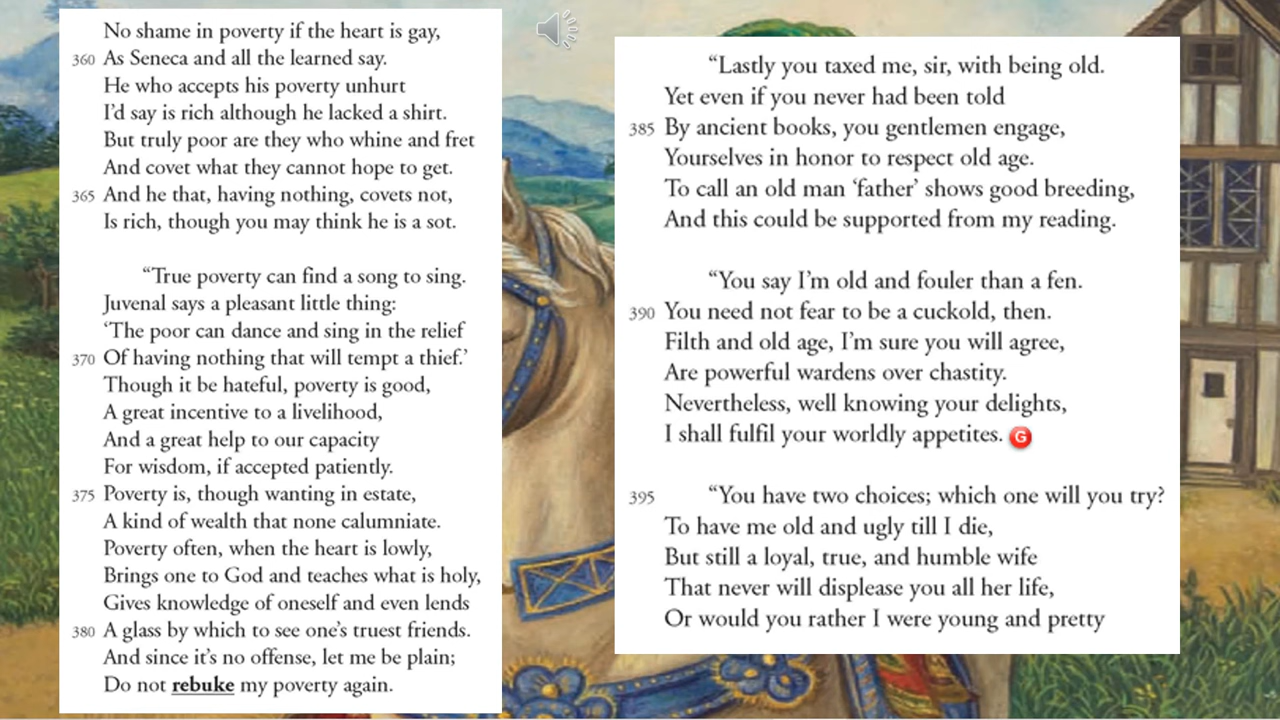 No shame in poverty if the heart is gay,
360 As Seneca and all the learned say.
He who accepts his poverty unhurt
I'd say is rich although he lacked a shirt.
But truly poor are they who whine and fret
And covet what they cannot hope to get.
365 And he that, having nothing, covets not,
Is rich, though you may think he is a sot.
“True poverty can find a song to sing.
Juvenal says a pleasant little thing:
‘The poor can dance and sing in the relief
370 Of having nothing that will tempt a thief.’
Though it be hateful, poverty is good,
A great incentive to a livelihood,
And a great help to our capacity
For wisdom, if accepted patiently.
375 Poverty is, though wanting in estate,
A kind of wealth that none calumniate.
Poverty often, when the heart is lowly,
Brings one to God and teaches what is holy,
Gives knowledge of oneself and even lends
380 A glass by which to see one's truest friends.
And since it's no offense, let me be plain;
Do not rebuke my poverty again.
“Lastly you taxed me, sir, with being old.
Yet even if you never had been told
385 By ancient books, you gentlemen engage,
Yourselves in honor to respect old age.
To call an old man ‘father’ shows good breeding,
And this could be supported from my reading.
“You say I'm old and fouler than a fen.
390 You need not fear to be a cuckold, then.
Filth and old age, I'm sure you will agree,
Are powerful wardens over chastity.
Nevertheless, well knowing your delights,
I shall fulfil your worldly appetites. G
395 “You have two choices; which one will you try?
To have me old and ugly till I die,
But still a loyal, true, and humble wife
That never will displease you all her life,
Or would you rather I were young and pretty